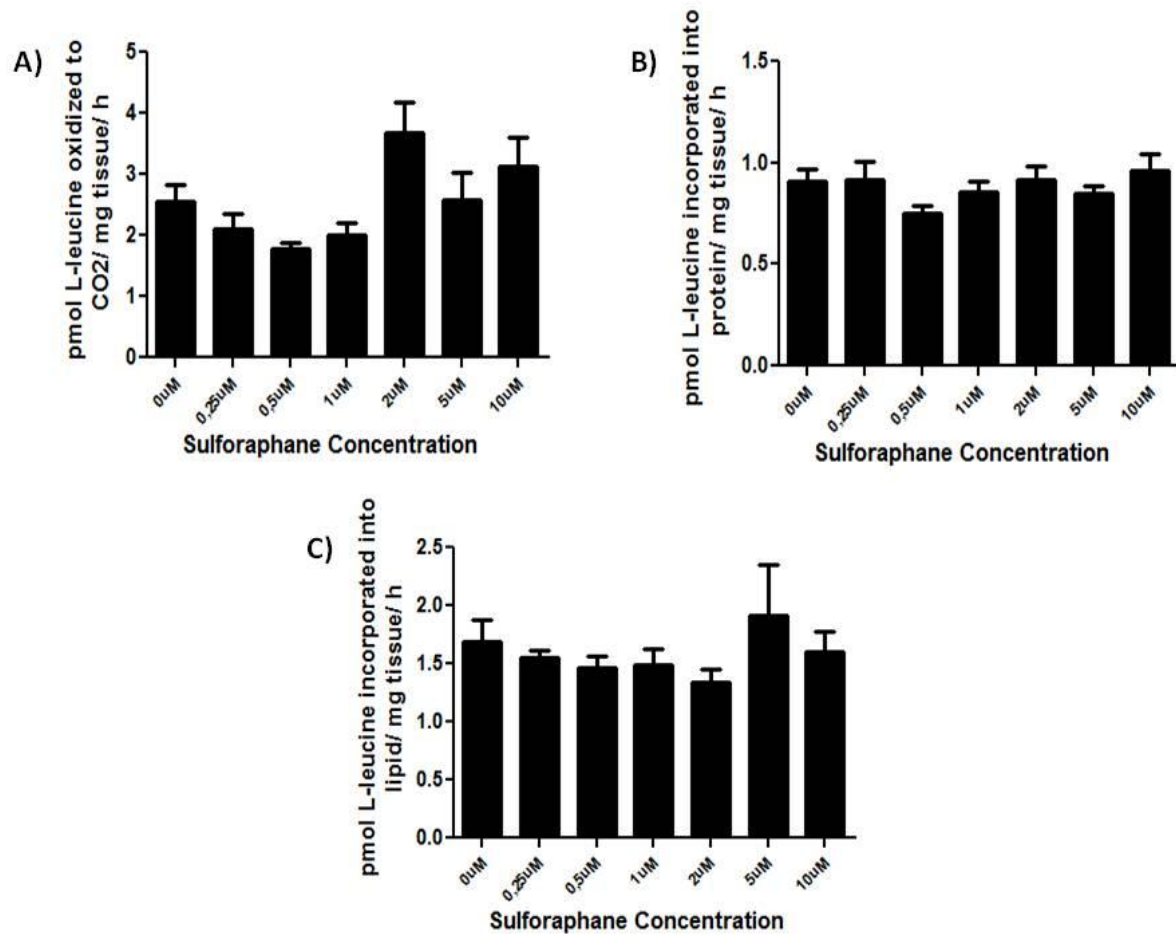 A)
pmol L-leucine oxidized to
CO2/ mg tissue/ h
5
4
3
2
1
0
0uM
0,25uM
0,5uM
1uM
2uM
5uM
10uM
Sulforaphane Concentration
B)
pmol L-leucine incorporated into
protein/ mg tissue/ h
1.5
1.0
0.5
0.0
0uM
0,25uM
0,5uM
1uM
2uM
5uM
10uM
Sulforaphane Concentration
C)
pmol L-leucine incorporated into
lipid/ mg tissue/ h
2.5
2.0
1.5
1.0
0.5
0.0
0uM
0,25uM
0,5uM
1uM
2uM
5uM
10uM
Sulforaphane Concentration